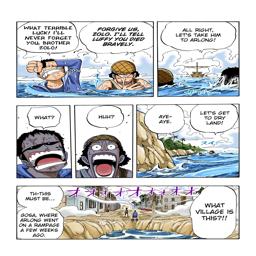 WHAT TERRIBLE
LUCK! I'LL
NEVER FORGET
YOU BROTHER
ZOLO!
FORGIVE US,
ZOLO. I'LL TELL
LUFFY YOU DIED
BRAVELY.
ALL RIGHT,
LET'S TAKE HIM
TO ARLONG!
WHAT?
HUH?
AYE-
AYE.
LET'S GET
TO DRY
LAND!
TH-THIS
MUST BE...
GOSA, WHERE
ARLONG WENT
ON A RAMPAGE
A FEW WEEKS
AGO.
WHAT
VILLAGE IS
THIS?!!